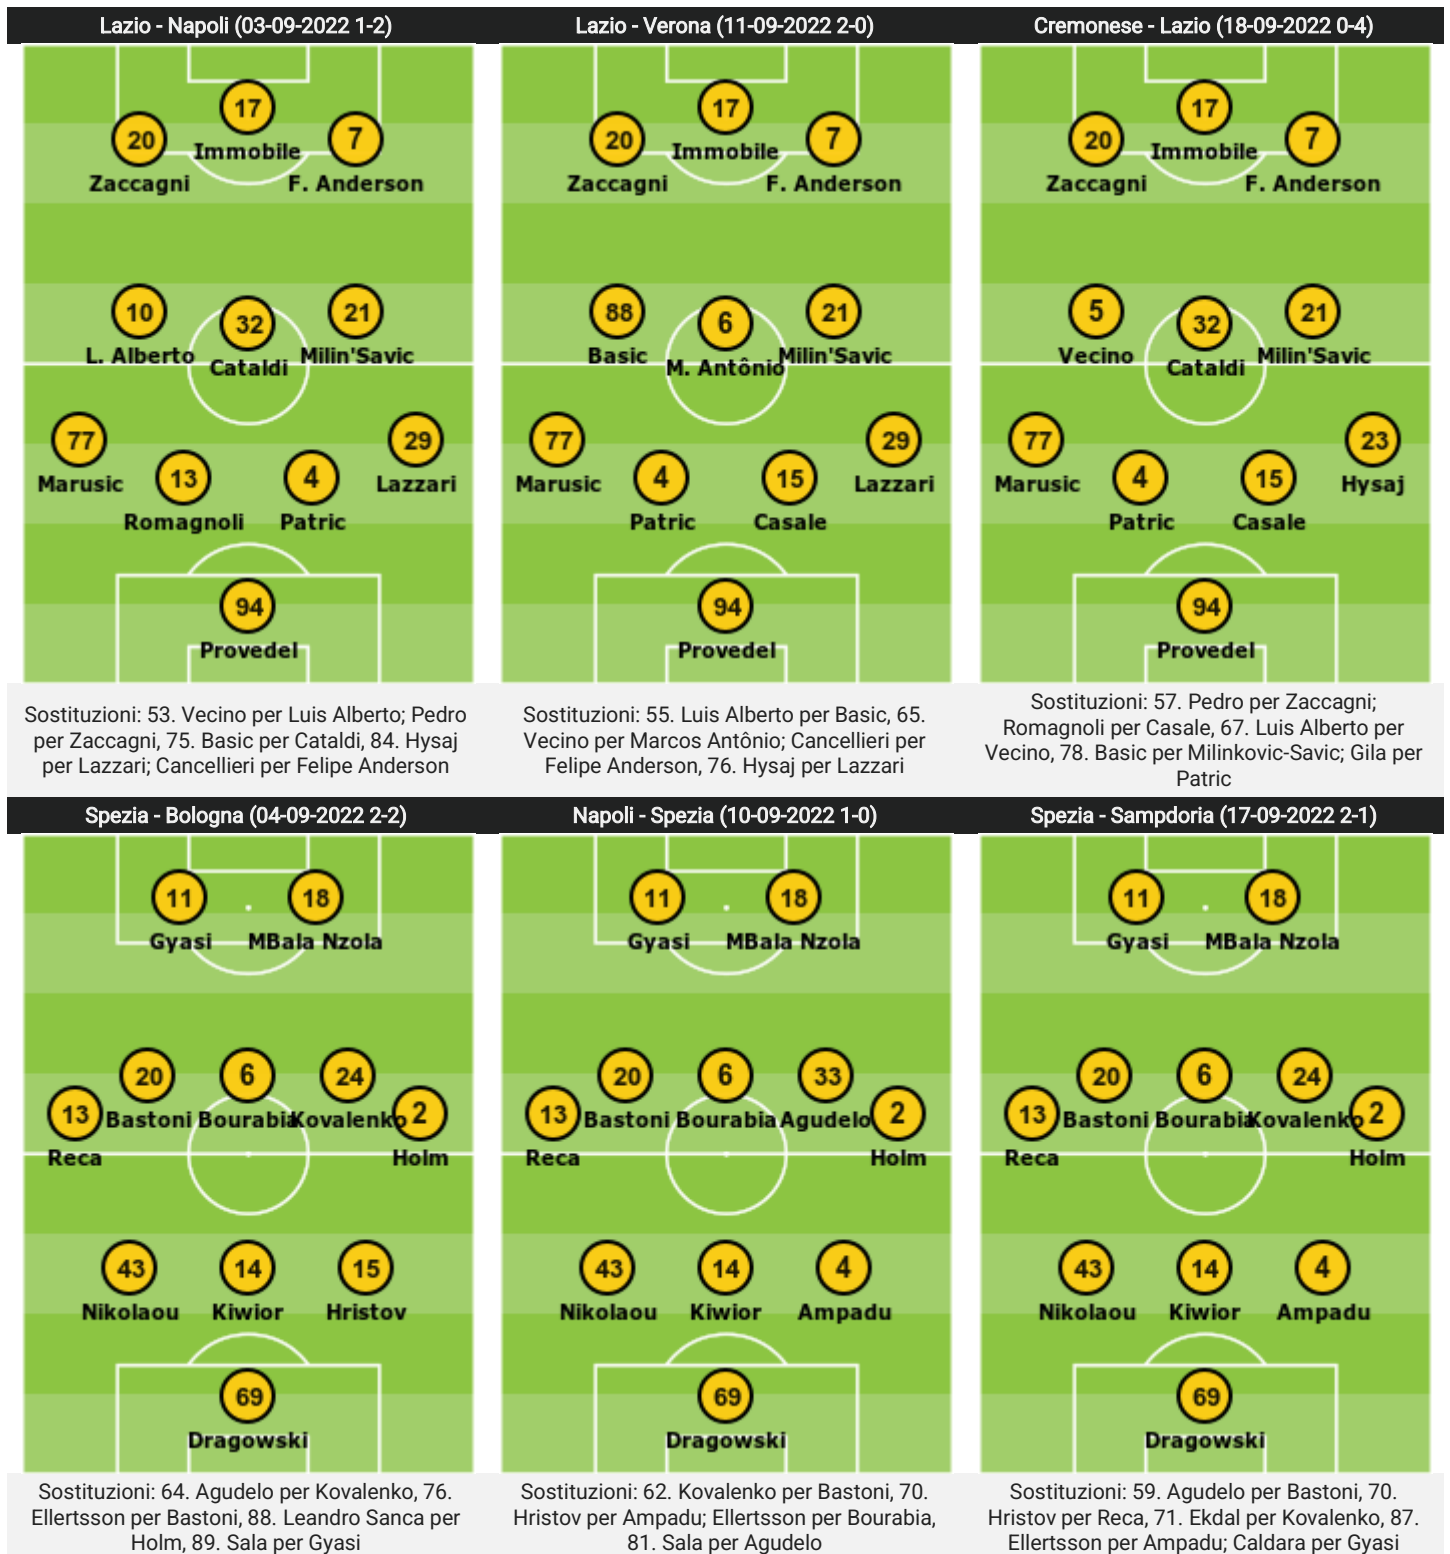 Lazio - Napoli (03-09-2022 1-2)
17
20
7
Immobile
Zaccagni
F. Anderson
10
32
21
L. Alberto
Cataldi
Milin'Savic
77
29
13
4
Marusic
Lazzari
Romagnoli
Patric
94
Provedel
Sostituzioni: 53. Vecino per Luis Alberto; Pedro
per Zaccagni, 75. Basic per Cataldi, 84. Hysaj
per Lazzari; Cancellieri per Felipe Anderson
Lazio - Verona (11-09-2022 2-0)
17
20
7
Immobile
Zaccagni
F. Anderson
88
6
21
Basic
M. Antônio
Milin'Savic
77
29
4
15
Marusic
Lazzari
Patric
Casale
94
Provedel
Sostituzioni: 55. Luis Alberto per Basic, 65.
Vecino per Marcos Antônio; Cancellieri per
Felipe Anderson, 76. Hysaj per Lazzari
Cremonese - Lazio (18-09-2022 0-4)
17
20
7
Immobile
Zaccagni
F. Anderson
5
32
21
Vecino
Cataldi
Milin'Savic
77
23
4
15
Marusic
Hysaj
Patric
Casale
94
Provedel
Sostituzioni: 57. Pedro per Zaccagni;
Romagnoli per Casale, 67. Luis Alberto per
Vecino, 78. Basic per Milinkovic-Savic; Gila per
Patric
Spezia - Bologna (04-09-2022 2-2)
11
18
Gyasi
MBala Nzola
20
6
24
13
2
Bastoni
Bourabia
Kovalenko
Reca
Holm
43
14
15
Nikolaou
Kiwior
Hristov
69
Dragowski
Sostituzioni: 64. Agudelo per Kovalenko, 76.
Ellertsson per Bastoni, 88. Leandro Sanca per
Holm, 89. Sala per Gyasi
Napoli - Spezia (10-09-2022 1-0)
11
18
Gyasi
MBala Nzola
20
6
33
13
2
Bastoni
Bourabia
Agudelo
Reca
Holm
43
14
4
Nikolaou
Kiwior
Ampadu
69
Dragowski
Sostituzioni: 62. Kovalenko per Bastoni, 70.
Hristov per Ampadu; Ellertsson per Bourabia,
81. Sala per Agudelo
Spezia - Sampdoria (17-09-2022 2-1)
11
18
Gyasi
MBala Nzola
20
6
24
13
2
Bastoni
Bourabia
Kovalenko
Reca
Holm
43
14
4
Nikolaou
Kiwior
Ampadu
69
Dragowski
Sostituzioni: 59. Agudelo per Bastoni, 70.
Hristov per Reca, 71. Ekdal per Kovalenko, 87.
Ellertsson per Ampadu; Caldara per Gyasi